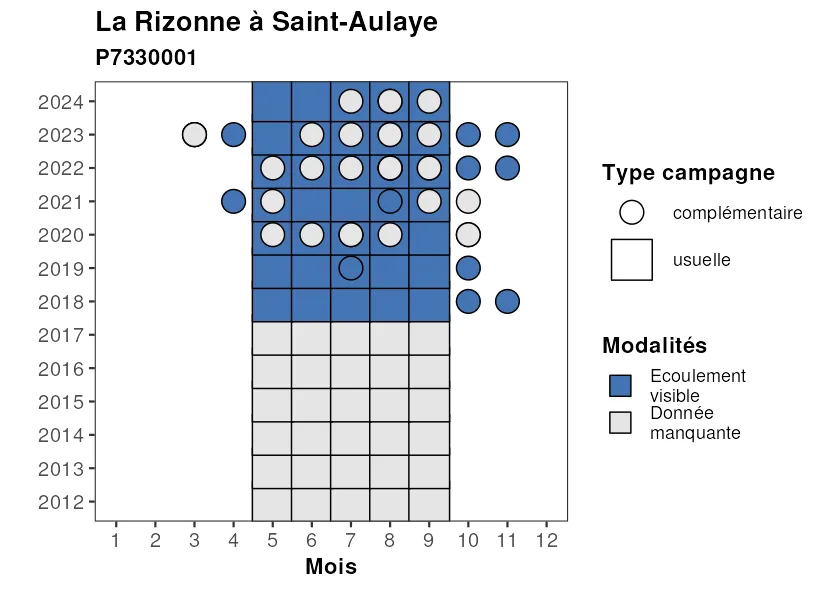 La Rizonne à Saint-Aulaye
P7330001
2024
2023
2022
2021
2020
2019
2018
2017
2016
2015
2014
2013
2012
1 2 3 4 5 6 7 8 9 10 11 12
Mois
Type campagne
complémentaire
usuelle
Modalités
Ecoulement
visible
Donnée
manquante